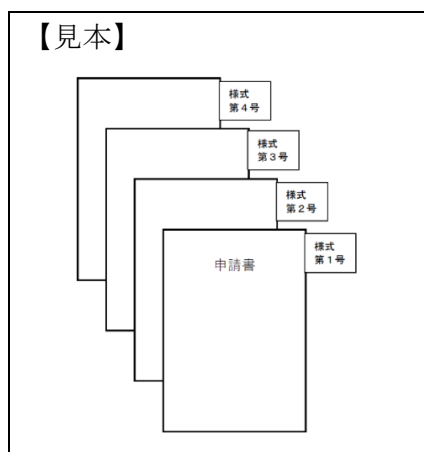 【見本】
様式
第４号
様式
第３号
様式
第２号
様式
第１号
申請書